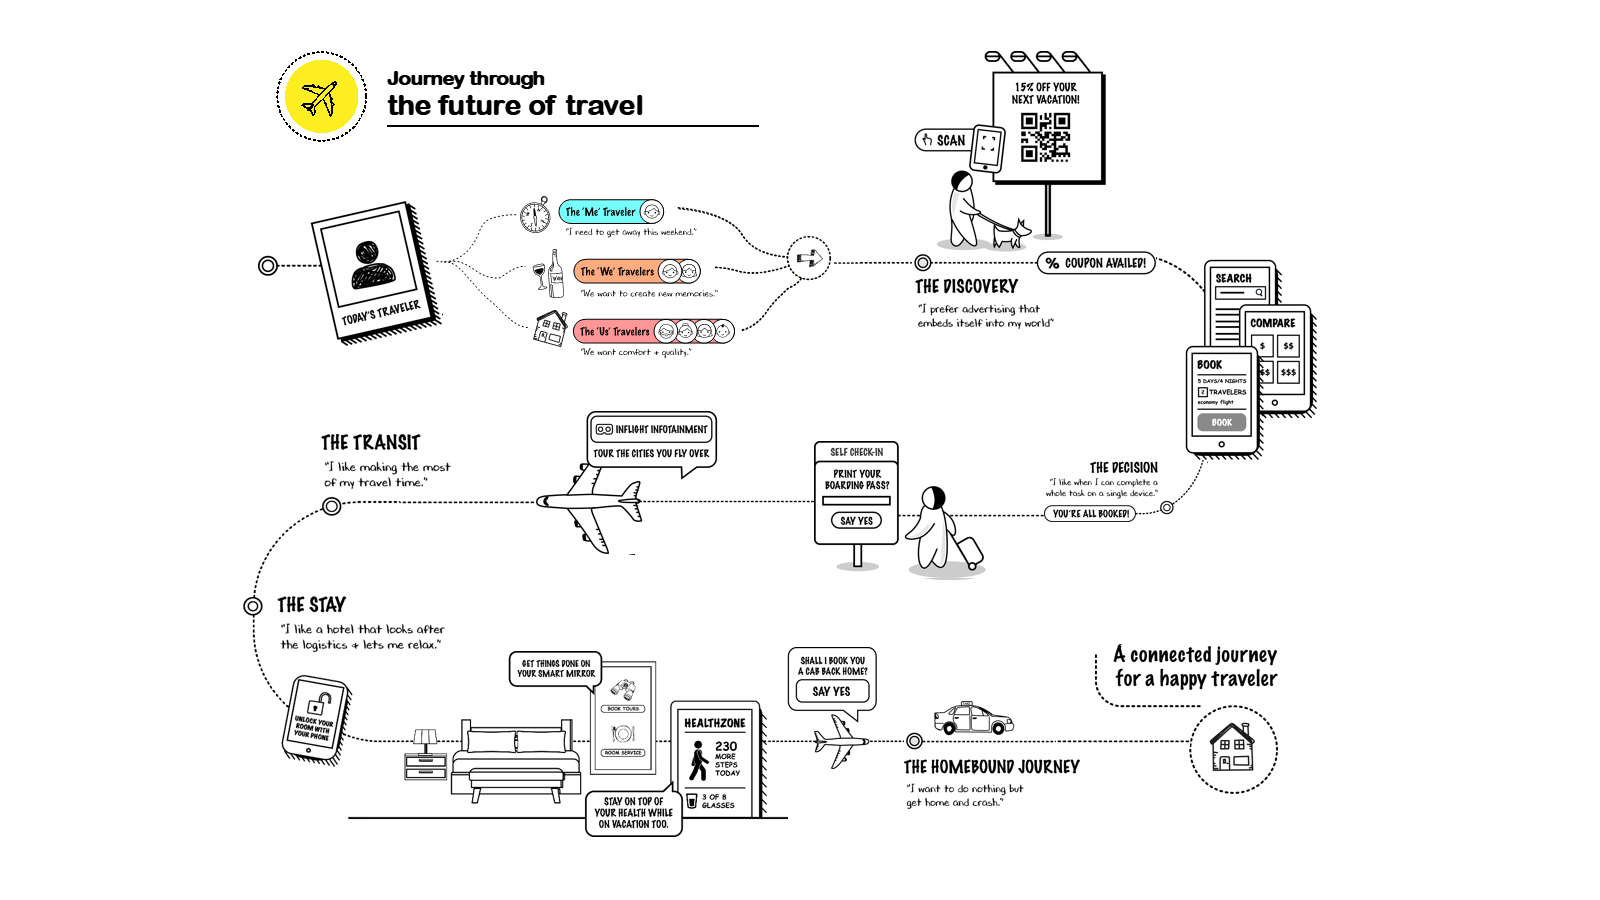 Journey through
the future of travel
15% OFF YOUR
NEXT VACATION!
SCAN
TODAY'S TRAVELER
The 'Me' Traveler
"I need to get away this weekend."
The 'We' Travelers
"We want to create new memories."
The 'Us' Travelers
"We want comfort + quality."
% COUPON AVAILED!
THE DISCOVERY
"I prefer advertising that
embeds itself into my world"
SEARCH
COMPARE
$ $$
$$ $$$
BOOK
5 DAYS/4 NIGHTS
2 TRAVELERS
economy flight
BOOK
THE DECISION
"I like when I can complete a
whole task on a single device."
YOU'RE ALL BOOKED!
SELF CHECK-IN
PRINT YOUR
BOARDING PASS?
SAY YES
INFLIGHT INFOTAINMENT
TOUR THE CITIES YOU FLY OVER
THE TRANSIT
"I like making the most
of my travel time."
THE STAY
"I like a hotel that looks after
the logistics + lets me relax."
UNLOCK YOUR
ROOM WITH
YOUR PHONE
GET THINGS DONE ON
YOUR SMART MIRROR
BOOK TOURS
ROOM SERVICE
HEALTHZONE
230
MORE
STEPS
TODAY
3 OF 8
GLASSES
STAY ON TOP OF
YOUR HEALTH WHILE
ON VACATION TOO.
SHALL I BOOK YOU
A CAB BACK HOME?
SAY YES
THE HOMEBOUND JOURNEY
"I want to do nothing but
get home and crash."
A connected journey
for a happy traveler